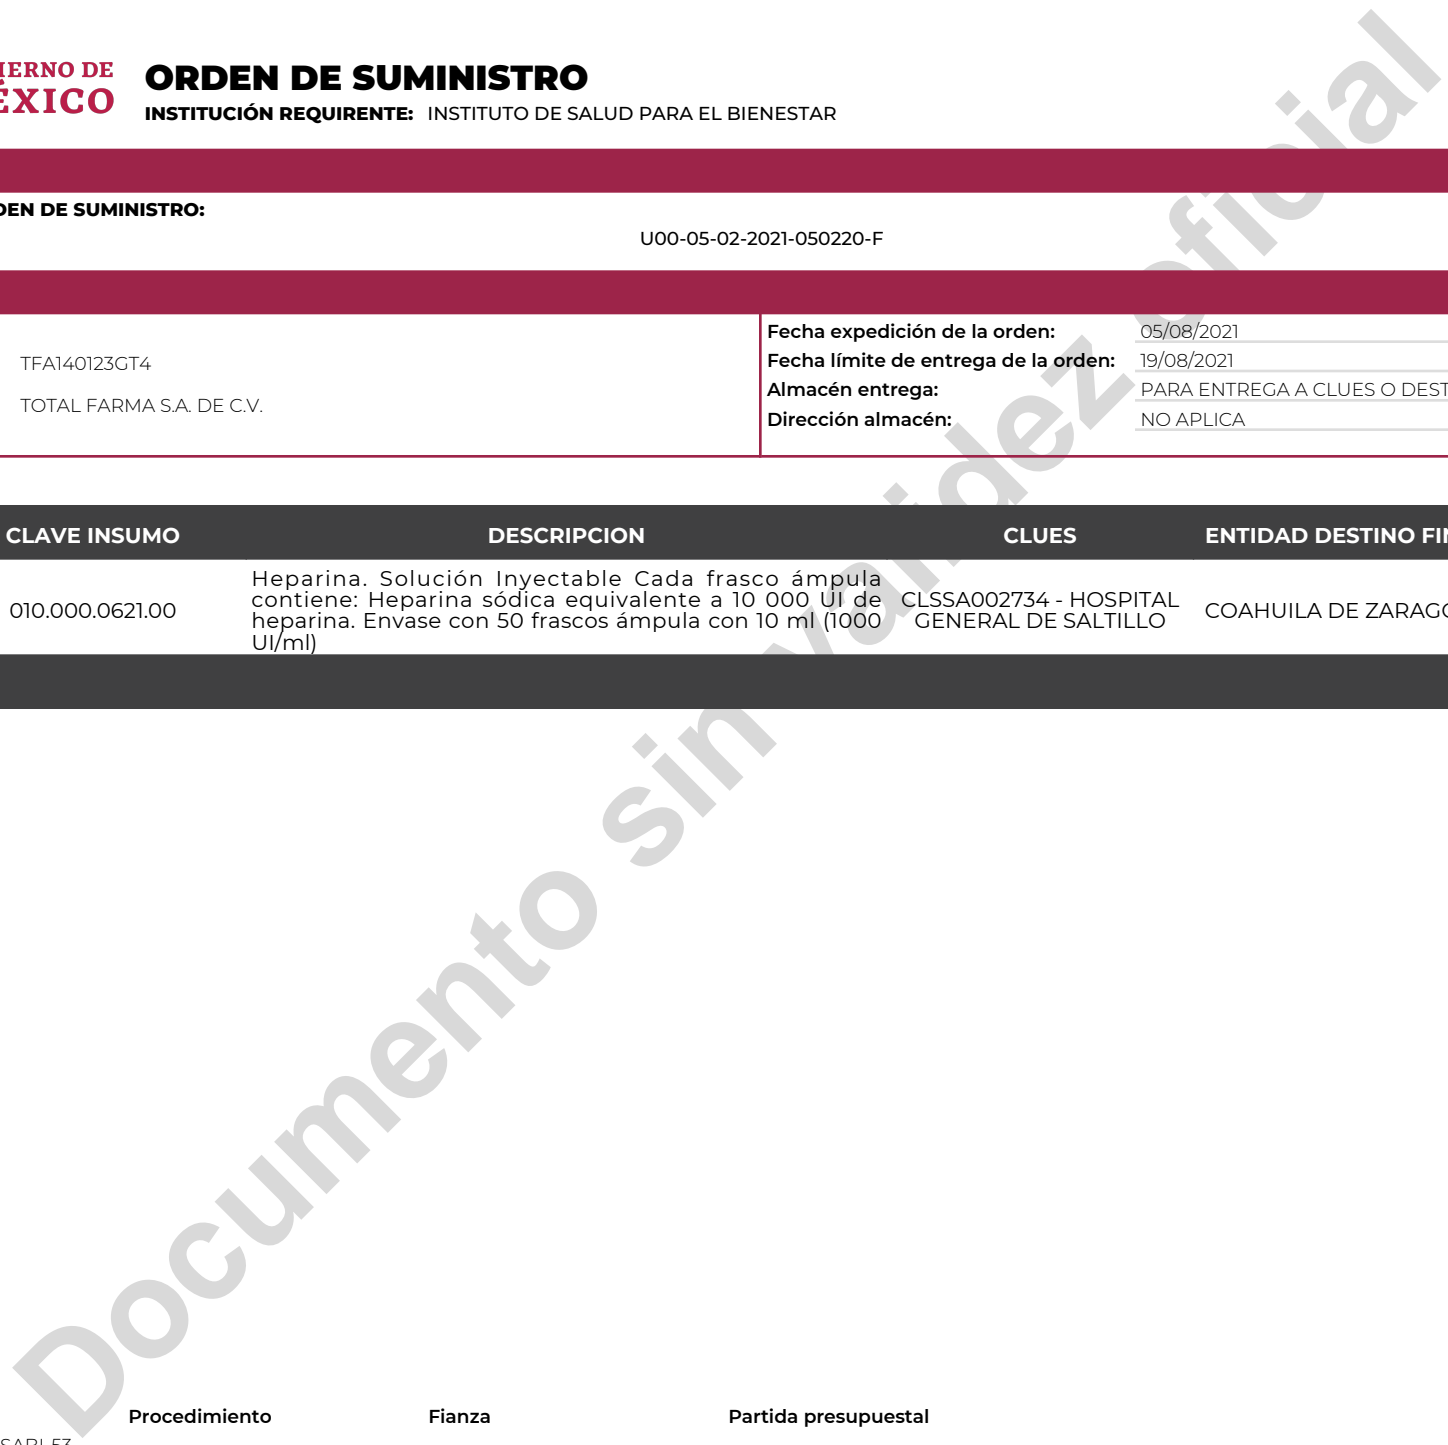 IERNO DE
ÉXICO
ORDEN DE SUMINISTRO
INSTITUCIÓN REQUIRENTE: INSTITUTO DE SALUD PARA EL BIENESTAR
DEN DE SUMINISTRO:
U00-05-02-2021-050220-F
TFA140123GT4
TOTAL FARMA S.A. DE C.V.
Fecha expedición de la orden: 05/08/2021
Fecha límite de entrega de la orden: 19/08/2021
Almacén entrega: PARA ENTREGA A CLUES O DEST
Dirección almacén: NO APLICA
CLAVE INSUMO DESCRIPCION CLUES ENTIDAD DESTINO FIN
010.000.0621.00
Heparina. Solución Inyectable Cada frasco ámpula
contiene: Heparina sódica equivalente a 10 000 UI de
heparina. Envase con 50 frascos ámpula con 10 ml (1000
UI/ml)
CLSSA002734 - HOSPITAL
GENERAL DE SALTILLO
COAHUILA DE ZARAGO
Documento sin validez oficial
Procedimiento Fianza Partida presupuestal